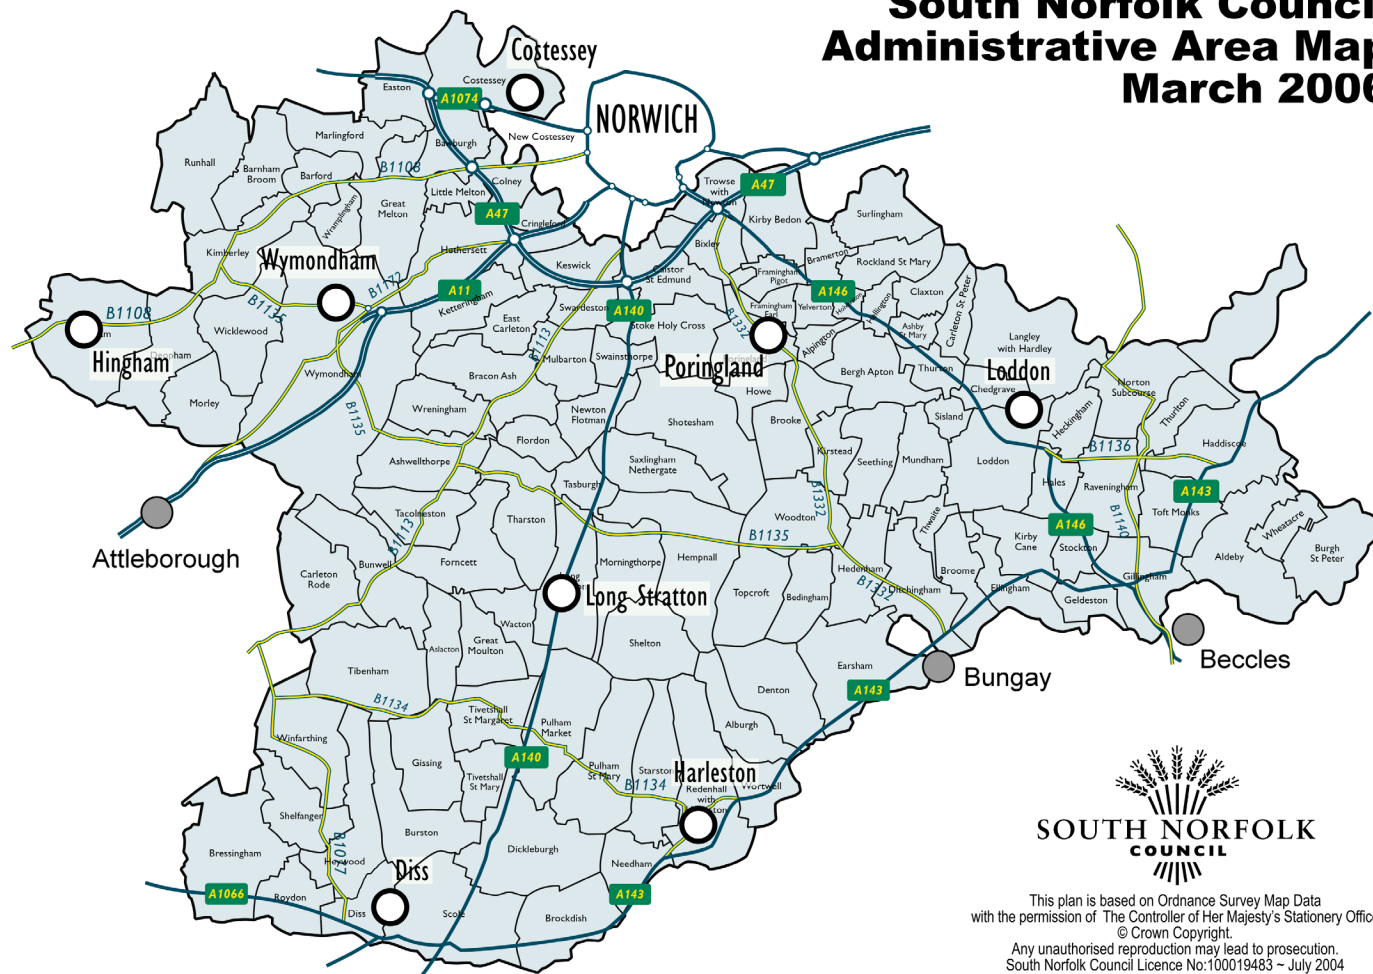 South Norfolk Council
Administrative Area Map
March 2006
Costessey
Costessey
Easton
A1074
NORWICH
New Costessey
Marlingford
Bawburgh
Runhall
Barnham
Broom
Barford
B1108
Colney
Little Melton
Great
Melton
Wramplingham
A47
Cringleford
Trowse
with
Newton
A47
Kirby Bedon
Surlingham
Kimberley
Wymondham
Hethersett
Keswick
Bixley
Bramerton
Rockland St Mary
Caistor
St Edmund
Framingham
Pigot
A146
Claxton
Carleton St Peter
B1172
A11
Ketteringham
Hingham
B1108
B1135
Wicklewood
Deopham
Morley
Wymondham
East
Carleton
Swardeston
A140
Stoke Holy Cross
B1113
Mulbarton
Swainsthorpe
B1332
Framingham
Earl
Yelverton
Holverston
Hellington
Ashby
St Mary
Alpington
Poringland
Poringland
Howe
Bergh Apton
Thurton
Langley
with Hardley
Loddon
Chedgrave
Bracon Ash
Wreningham
Newton
Flotman
Shotesham
Brooke
Sisland
Heckingham
Norton
Subcourse
Thurlton
Haddiscoe
B1136
B1135
Flordon
Ashwellthorpe
Saxlingham
Nethergate
Kirstead
Seething
Mundham
Loddon
Hales
Raveningham
A143
Toft Monks
Tasburgh
Attleborough
Tacolneston
Tharston
B1113
Woodton
B1332
Thwaite
Kirby
Cane
A146
Stockton
B1140
Wheatacre
Burgh
St Peter
Aldeby
B1135
Bunwell
Forncett
Carleton
Rode
Morningthorpe
Hempnall
Hedenham
Ditchingham
Broome
Ellingham
Gillingham
Geldeston
Long Stratton
Topcroft
Bedingham
B1332
Wacton
Great
Moulton
Aslacton
Shelton
Beccles
Tibenham
Earsham
Bungay
A143
Denton
B1134
Tivetshall
St Margaret
Pulham
Market
Alburgh
Winfarthing
Gissing
A140
Tivetshall
St Mary
Pulham
St Mary
Starston
B1134
Harleston
Redenhall
with
Wortwell
Shelfanger
Burston
B1077
Heywood
Dickleburgh
Needham
Bressingham
Diss
A1066
Roydon
Diss
Scole
Brockdish
A143
SOUTH NORFOLK
COUNCIL
This plan is based on Ordnance Survey Map Data
with the permission of The Controller of Her Majesty's Stationery Office
© Crown Copyright.
Any unauthorised reproduction may lead to prosecution.
South Norfolk Council Licence No:100019483 ~ July 2004